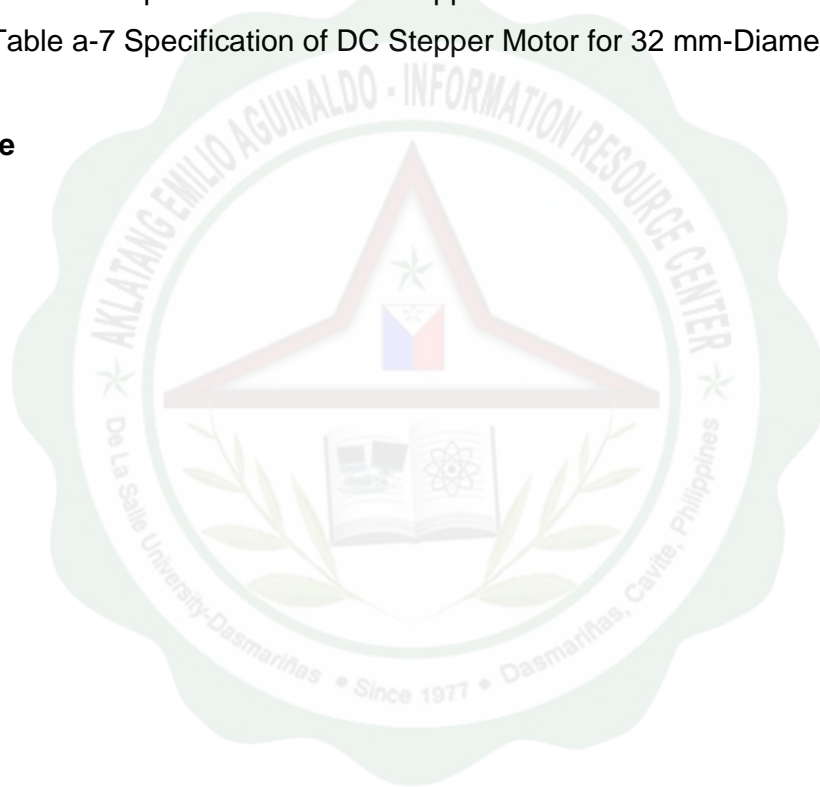 Table a-7 Specification of DC Stepper Motor for 32 mm-Diame
e
AKLATANG EMILIO AGUINALDO - INFORMATION RESOURCE CENTER
De La Salle University-Dasmariñas * Since 1977 * Dasmariñas, Cavite, Philippines